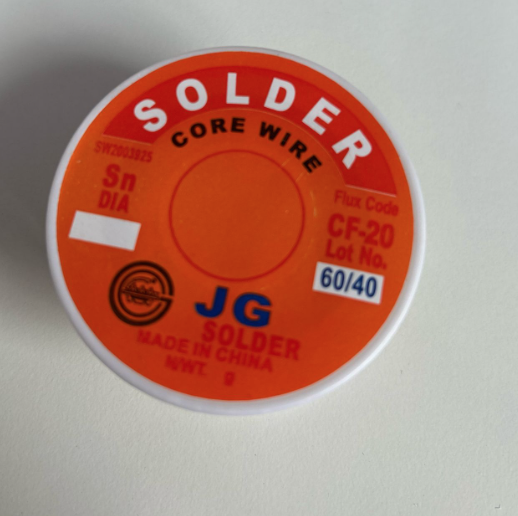 SOLDER
CORE WIRE
SW2003925
Sn
DIA
Flux Code
CF-20
Lot No.
60/40
JG
SOLDER
MADE IN CHINA
N/WT. g